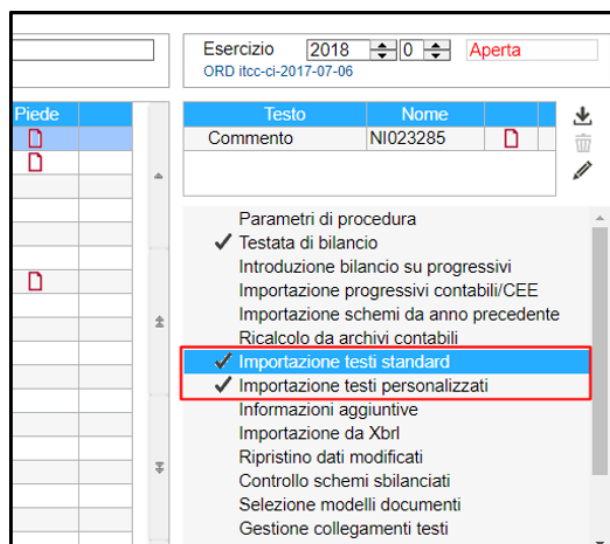 Esercizio 2018 0 Aperta
ORD itcc-ci-2017-07-06
Piede
Testo Nome
Commento NI023285
Parametri di procedura
Testata di bilancio
Introduzione bilancio su progressivi
Importazione progressivi contabili/CEE
Importazione schemi da anno precedente
Ricalcolo da archivi contabili
Importazione testi standard
Importazione testi personalizzati
Informazioni aggiuntive
Importazione da Xbrl
Ripristino dati modificati
Controllo schemi sbilanciati
Selezione modelli documenti
Gestione collegamenti testi